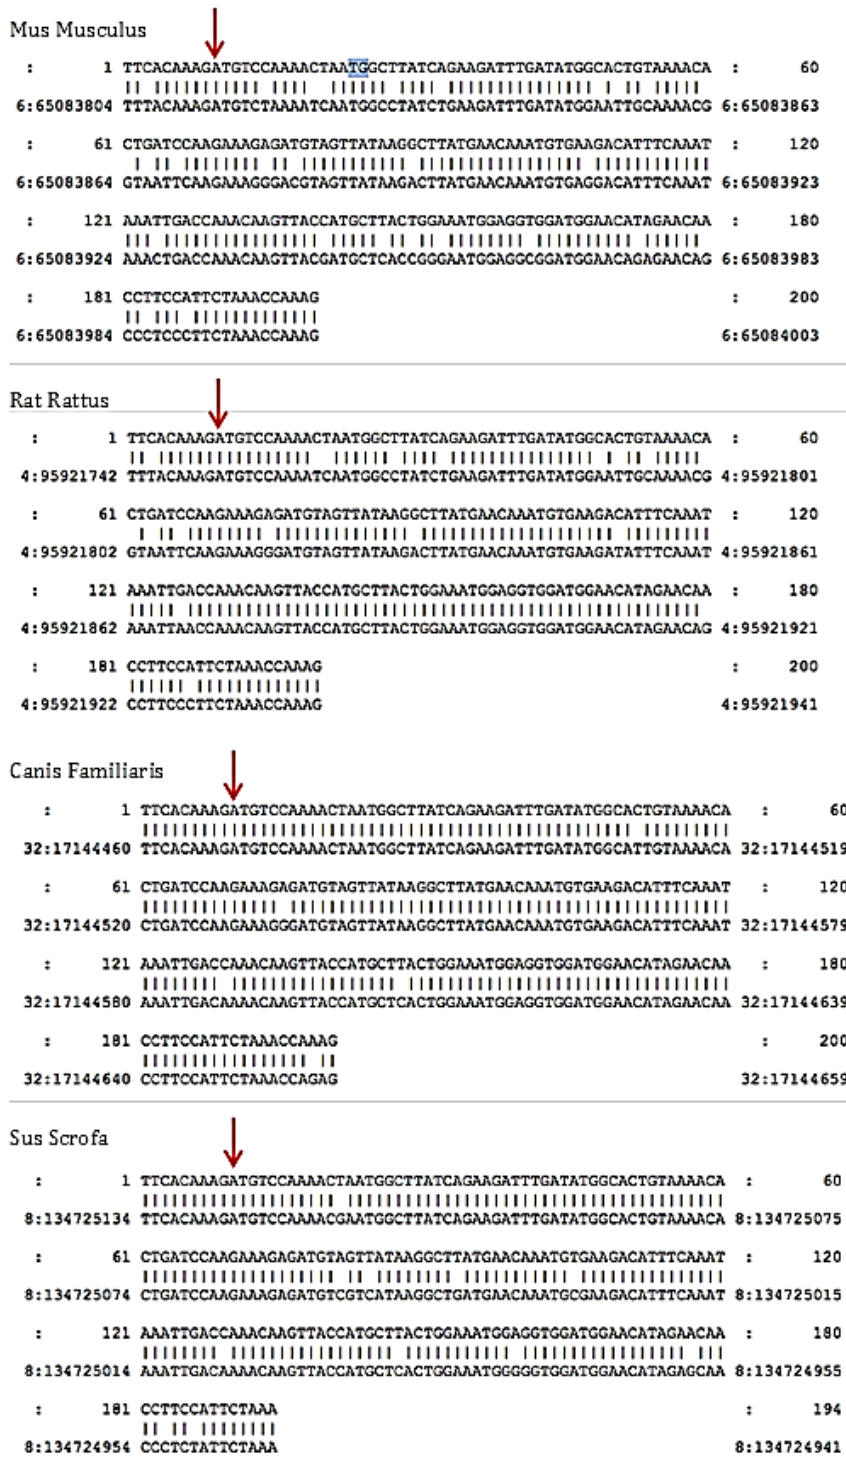 Mus Musculus
: 1 TTCACAAAGATGTCCAAAACTAATGGCTTATCAGAAGATTTGATATGGCACTGTAAAACA : 60
6:65083804 TTTACAAAGATGTCTAAAATCAATGGCCTATCTGAAGATTTGATATGGAATTGCAAAACG 6:65083863
: 61 CTGATCCAAGAAAGAGATGTAGTTATAAGGCTTATGAACAAATGTGAAGACATTTCAAAT : 120
6:65083864 GTAATTCAAGAAAGGGACGTAGTTATAAGACTTATGAACAAATGTGAGGACATTTCAAAT 6:65083923
: 121 AAATTGACCAAACAAGTTACCATGCTTACTGGAAATGGAGGTGGATGGAACATAGAACAA : 180
6:65083924 AAACTGACCAAACAAGTTACGATGCTCACCGGGAATGGAGGCGGATGGAACAGAGAACAG 6:65083983
: 181 CCTTCCATTCTAAACCAAAG : 200
6:65083984 CCCTCCCTTCTAAACCAAAG 6:65084003
Rat Rattus
: 1 TTCACAAAGATGTCCAAAACTAATGGCTTATCAGAAGATTTGATATGGCACTGTAAAACA : 60
4:95921742 TTTACAAAGATGTCCAAAATCAATGGCCTATCTGAAGATTTGATATGGAATTGCAAAACG 4:95921801
: 61 CTGATCCAAGAAAGAGATGTAGTTATAAGGCTTATGAACAAATGTGAAGACATTTCAAAT : 120
4:95921802 GTAATTCAAGAAAGGGATGTAGTTATAAGACTTATGAACAAATGTGAAGATATTTCAAAT 4:95921861
: 121 AAATTGACCAAACAAGTTACCATGCTTACTGGAAATGGAGGTGGATGGAACATAGAACAA : 180
4:95921862 AAATTAACCAAACAAGTTACCATGCTTACTGGAAATGGAGGTGGATGGAACATAGAACAG 4:95921921
: 181 CCTTCCATTCTAAACCAAAG : 200
4:95921922 CCTTCCCTTCTAAACCAAAG 4:95921941
Canis Familiaris
: 1 TTCACAAAGATGTCCAAAACTAATGGCTTATCAGAAGATTTGATATGGCACTGTAAAACA : 60
32:17144460 TTCACAAAGATGTCCAAAACTAATGGCTTATCAGAAGATTTGATATGGCATTGTAAAACA 32:17144519
: 61 CTGATCCAAGAAAGAGATGTAGTTATAAGGCTTATGAACAAATGTGAAGACATTTCAAAT : 120
32:17144520 CTGATCCAAGAAAGGGATGTAGTTATAAGGCTTATGAACAAATGTGAAGACATTTCAAAT 32:17144579
: 121 AAATTGACCAAACAAGTTACCATGCTTACTGGAAATGGAGGTGGATGGAACATAGAACAA : 180
32:17144580 AAATTGACAAAACAAGTTACCATGCTCACTGGAAATGGAGGTGGATGGAACATAGAACAA 32:17144639
: 181 CCTTCCATTCTAAACCAAAG : 200
32:17144640 CCTTCCATTCTAAACCAGAG 32:17144659
Sus Scrofa
: 1 TTCACAAAGATGTCCAAAACTAATGGCTTATCAGAAGATTTGATATGGCACTGTAAAACA : 60
8:134725134 TTCACAAAGATGTCCAAAACGAATGGCTTATCAGAAGATTTGATATGGCACTGTAAAACA 8:134725075
: 61 CTGATCCAAGAAAGAGATGTAGTTATAAGGCTTATGAACAAATGTGAAGACATTTCAAAT : 120
8:134725074 CTGATCCAAGAAAGAGATGTCGTCATAAGGCTGATGAACAAATGCGAAGACATTTCAAAT 8:134725015
: 121 AAATTGACCAAACAAGTTACCATGCTTACTGGAAATGGAGGTGGATGGAACATAGAACAA : 180
8:134725014 AAATTGACAAAACAAGTTACCATGCTCACTGGAAATGGGGGTGGATGGAACATAGAGCAA 8:134724955
: 181 CCTTCCATTCTAAA : 194
8:134724954 CCCTCTATTCTAAA 8:134724941